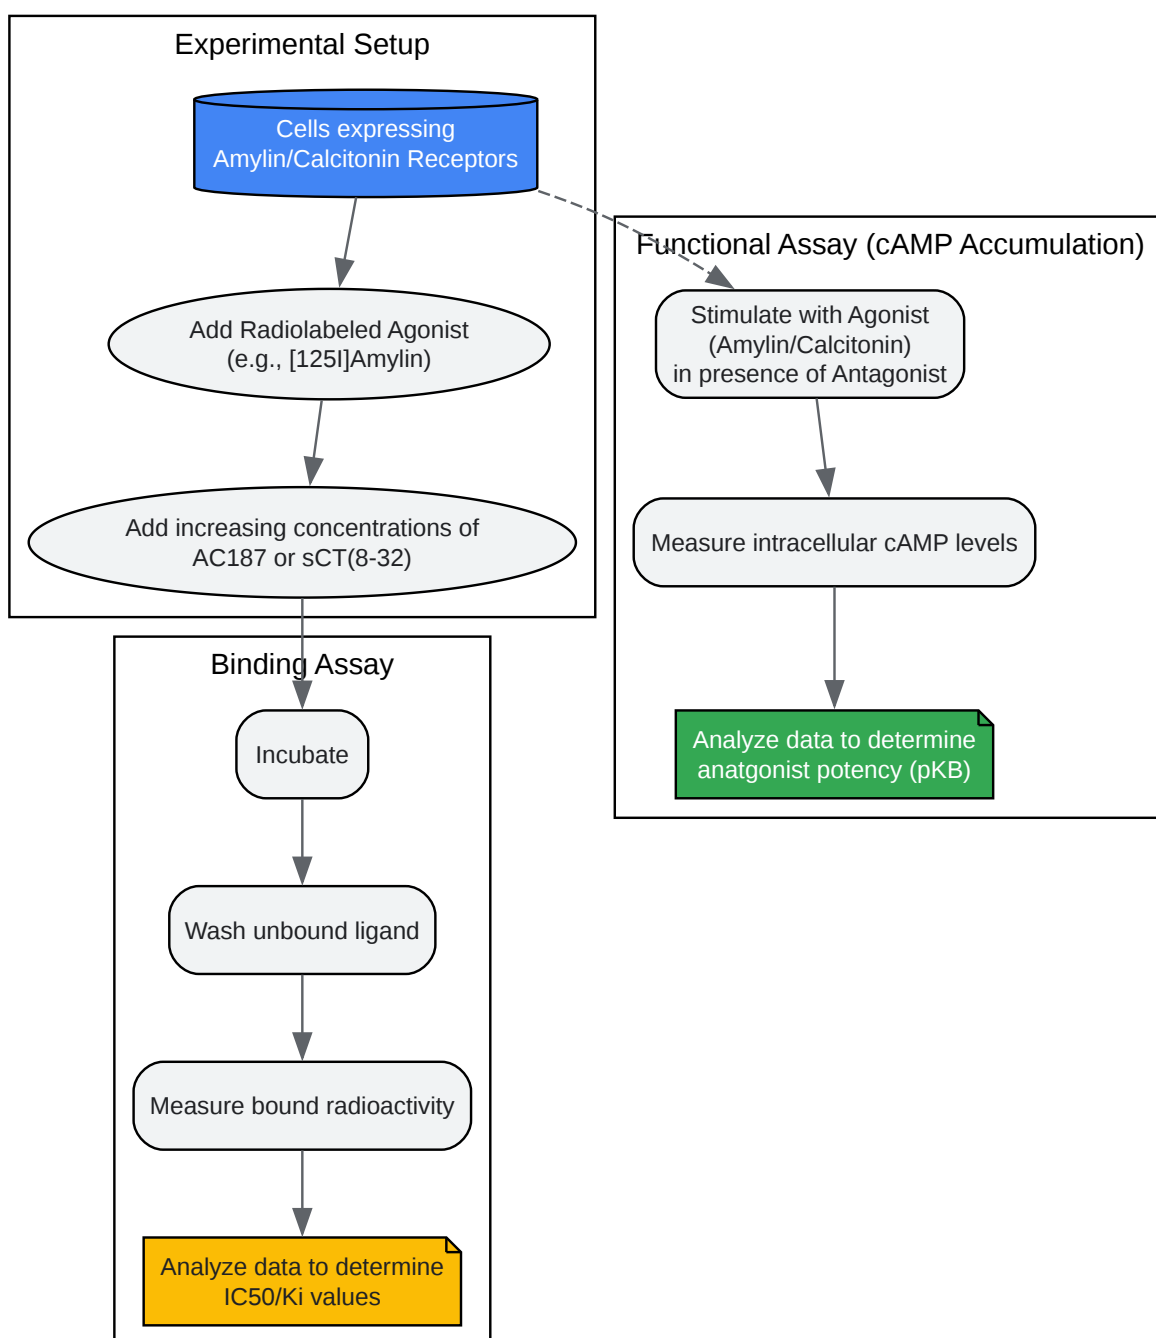 Experimental Setup
Cells expressing
Amylin/Calcitonin Receptors
Add Radiolabeled Agonist
(e.g., [125I]Amylin)
Add increasing concentrations of
AC187 or sCT(8-32)
Functional Assay (cAMP Accumulation)
Stimulate with Agonist
(Amylin/Calcitonin)
in presence of Antagonist
Measure intracellular cAMP levels
Analyze data to determine
anatgonist potency (pKB)
Binding Assay
Incubate
Wash unbound ligand
Measure bound radioactivity
Analyze data to determine
IC50/Ki values